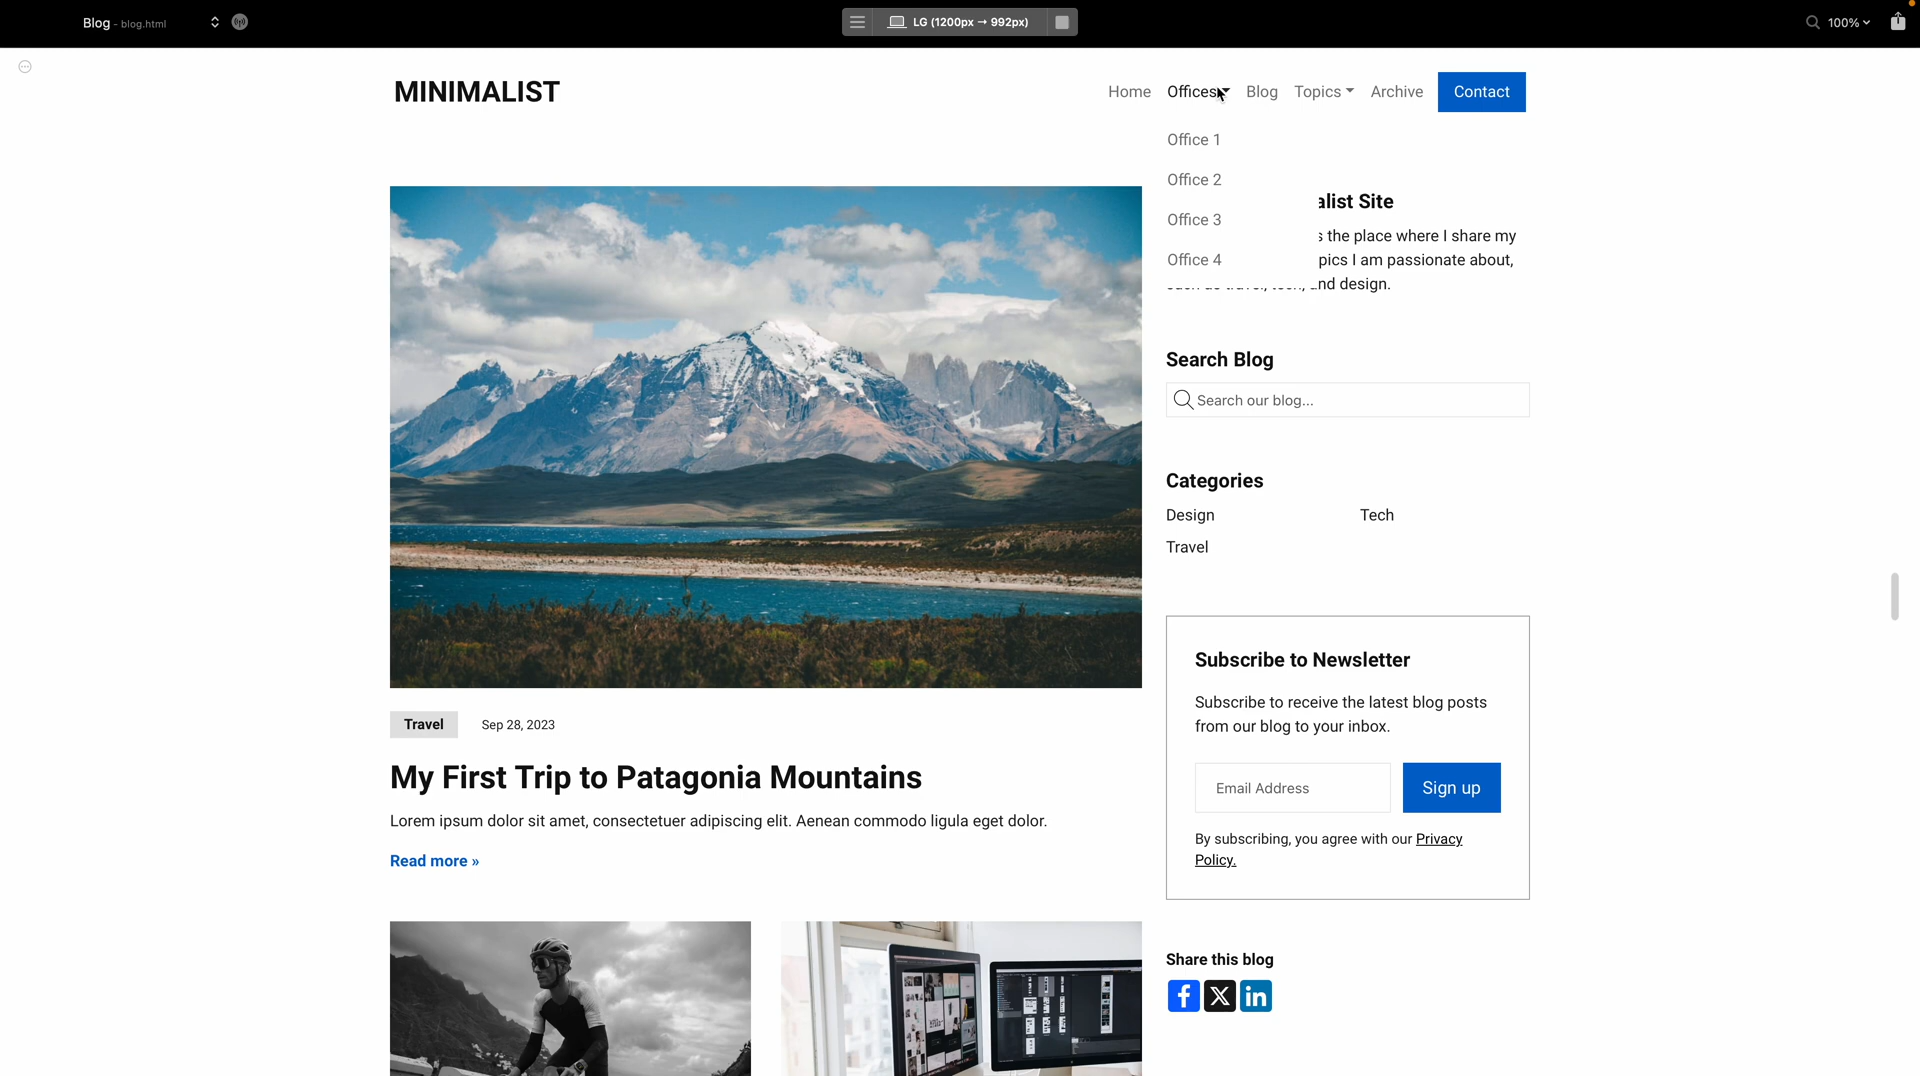 Blog - blog.html
LG (1200px → 992px)
100%
MINIMALIST
Home Offices Blog Topics Archive Contact
Office 1
Office 2
Office 3
Office 4
alist Site
s the place where I share my
pics I am passionate about,
and design.
Search Blog
Search our blog...
Categories
Design Tech
Travel
Subscribe to Newsletter
Subscribe to receive the latest blog posts
from our blog to your inbox.
Email Address Sign up
By subscribing, you agree with our Privacy
Policy.
Travel Sep 28, 2023
My First Trip to Patagonia Mountains
Lorem ipsum dolor sit amet, consectetuer adipiscing elit. Aenean commodo ligula eget dolor.
Read more »
Share this blog